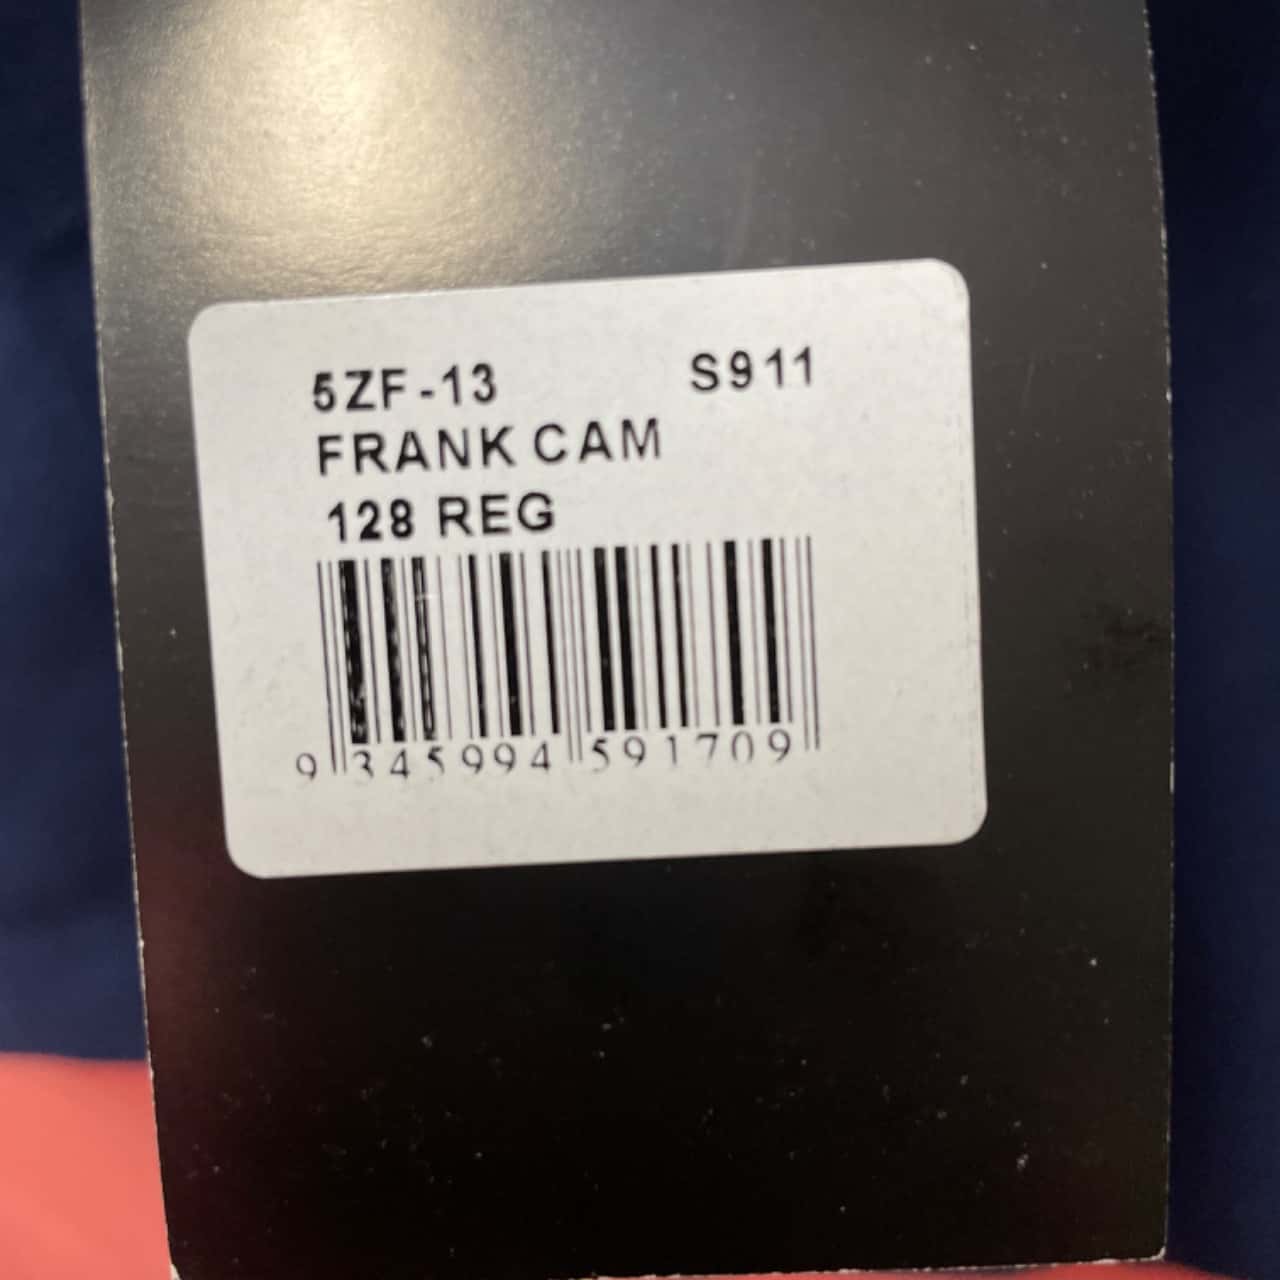 5ZF-13 S911
FRANK CAM
128 REG
9 345994 591709